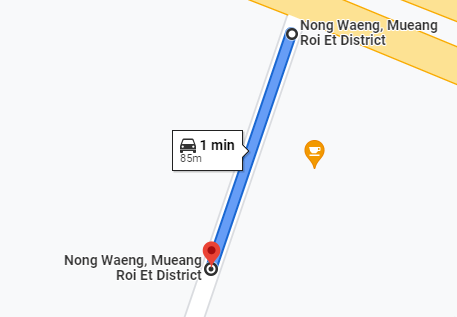 Nong Waeng, Mueang
Roi Et District
1 min
85m
Nong Waeng, Mueang
Roi Et District